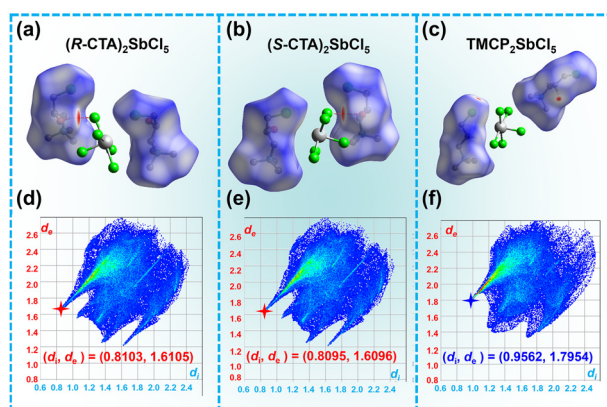 (a) (b) (c)
(R-CTA)₂SbCl₅ (S-CTA)₂SbCl₅ TMCP₂SbCl₅
(d) (e) (f)
dₑ dₑ dₑ
2.6 2.6 2.6
2.4 2.4 2.4
2.2 2.2 2.2
2.0 2.0 2.0
1.8 1.8 1.8
1.6 1.6 1.6
1.4 1.4 1.4
1.2 1.2 1.2
1.0 1.0 1.0
(dᵢ, dₑ) = (0.8103, 1.6105) (dᵢ, dₑ) = (0.8095, 1.6096) (dᵢ, dₑ) = (0.9562, 1.7954)
0.8 0.8 0.8
dᵢ dᵢ dᵢ
0.6 0.8 1.0 1.2 1.4 1.6 1.8 2.0 2.2 2.4 0.6 0.8 1.0 1.2 1.4 1.6 1.8 2.0 2.2 2.4 0.6 0.8 1.0 1.2 1.4 1.6 1.8 2.0 2.2 2.4